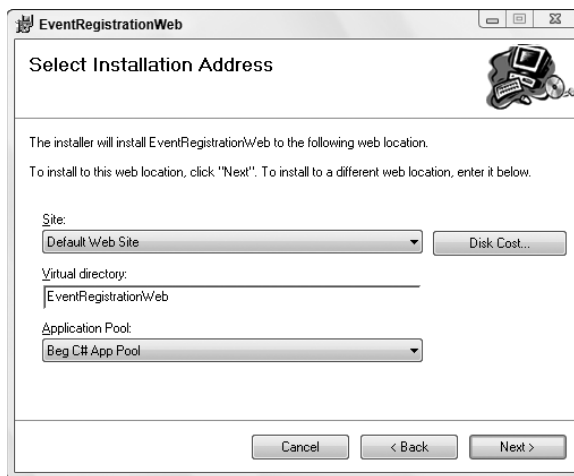 EventRegistrationWeb
Select Installation Address
The installer will install EventRegistrationWeb to the following web location.
To install to this web location, click "Next". To install to a different web location, enter it below.
Site:
Default Web Site
Disk Cost...
Virtual directory:
EventRegistrationWeb
Application Pool:
Beg C# App Pool
Cancel
< Back
Next >